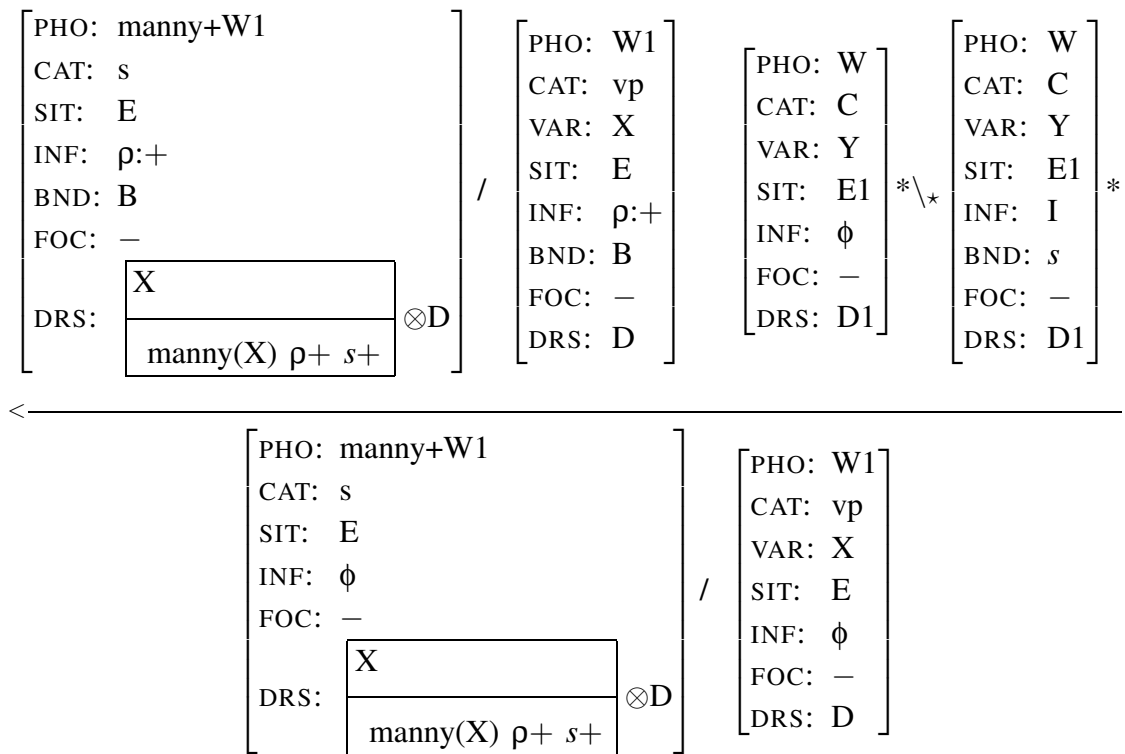 PHO: manny+W1
CAT: s
SIT: E
INF: ρ:+
BND: B
FOC: −
DRS: X
manny(X) ρ+ s+
⊗D
/
PHO: W1
CAT: vp
VAR: X
SIT: E
INF: ρ:+
BND: B
FOC: −
DRS: D
PHO: W
CAT: C
VAR: Y
SIT: E1
INF: ϕ
FOC: −
DRS: D1
*\⋆
PHO: W
CAT: C
VAR: Y
SIT: E1
INF: I
BND: s
FOC: −
DRS: D1
*
<
PHO: manny+W1
CAT: s
SIT: E
INF: ϕ
FOC: −
DRS: X
manny(X) ρ+ s+
⊗D
/
PHO: W1
CAT: vp
VAR: X
SIT: E
INF: ϕ
FOC: −
DRS: D